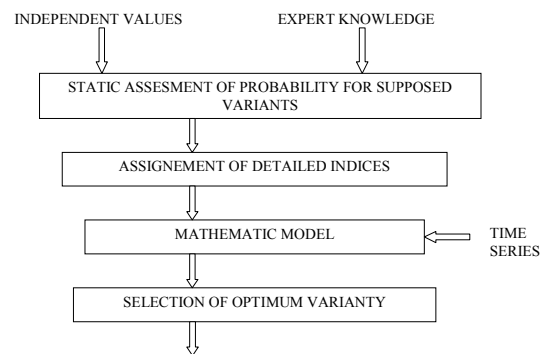 INDEPENDENT VALUES
EXPERT KNOWLEDGE
STATIC ASSESMENT OF PROBABILITY FOR SUPPOSED
VARIANTS
ASSIGNEMENT OF DETAILED INDICES
MATHEMATIC MODEL
TIME
SERIES
SELECTION OF OPTIMUM VARIANTY